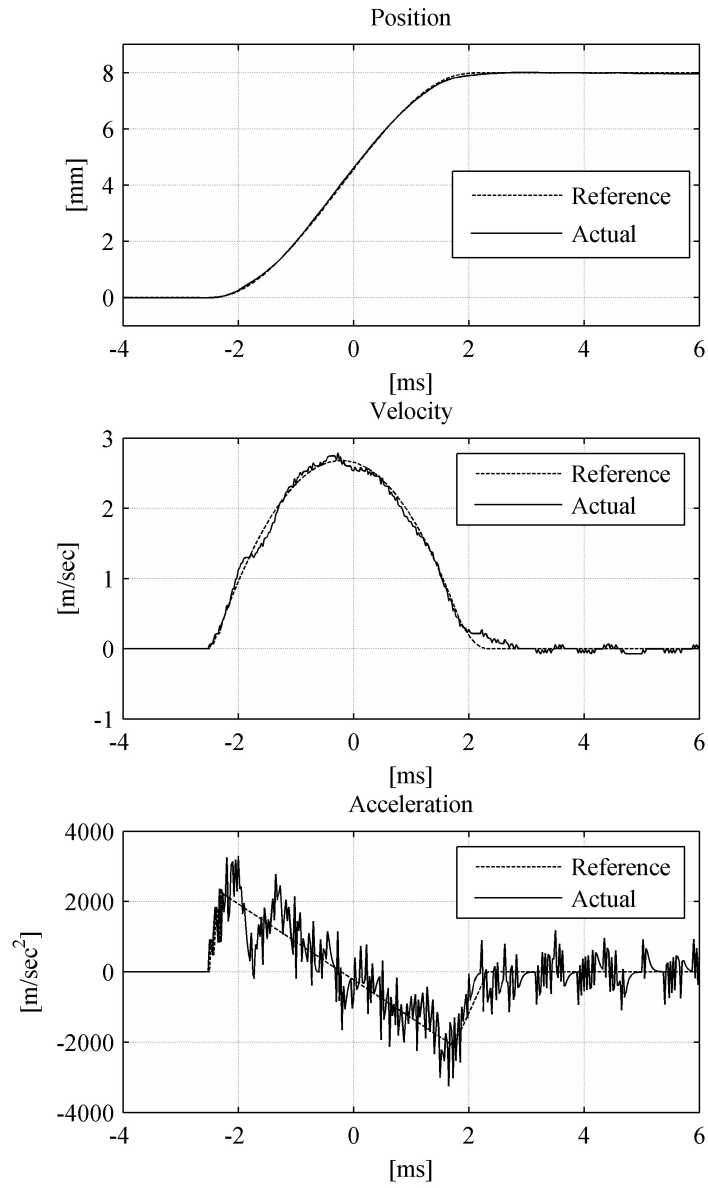 Position
8
6
4
2
0
[mm]
Reference
Actual
-4 -2 0 2 4 6
[ms]
Velocity
3
2
1
0
-1
[m/sec]
Reference
Actual
-4 -2 0 2 4 6
[ms]
Acceleration
4000
2000
0
-2000
-4000
[m/sec²]
Reference
Actual
-4 -2 0 2 4 6
[ms]